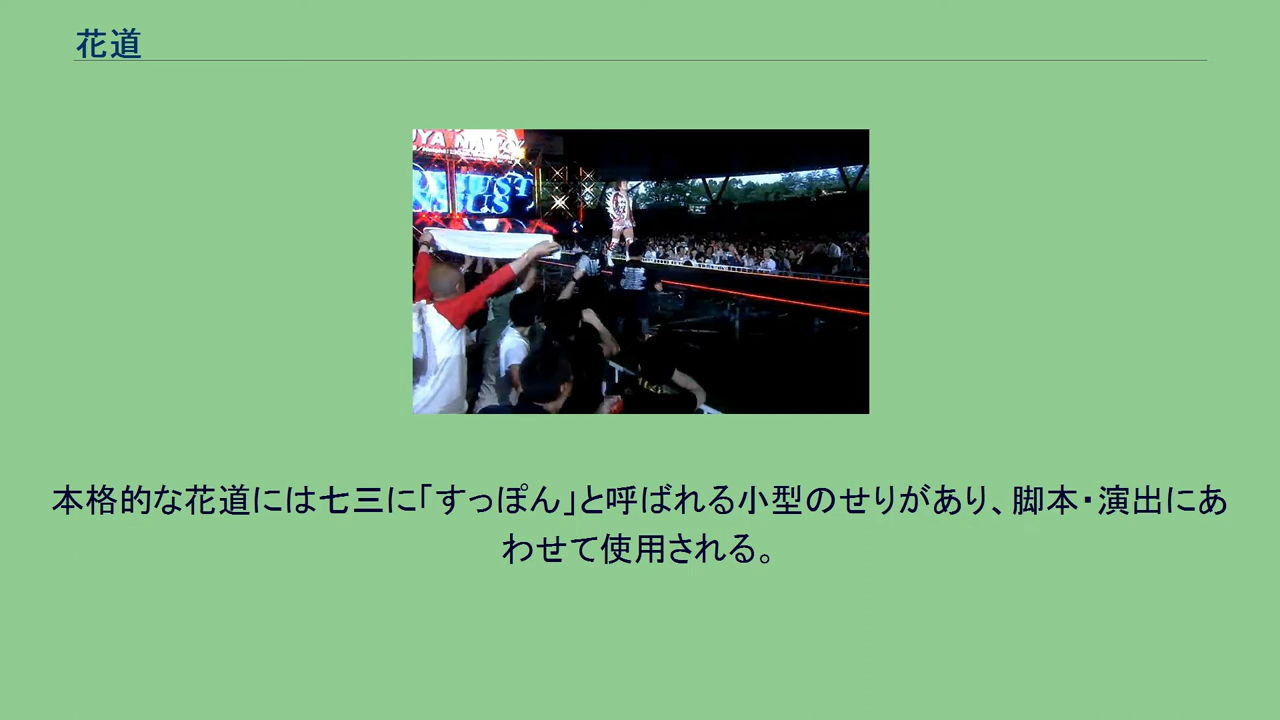 花道
本格的な花道には七三に「すっぽん」と呼ばれる小型のせりがあり、脚本・演出にあ
わせて使用される。